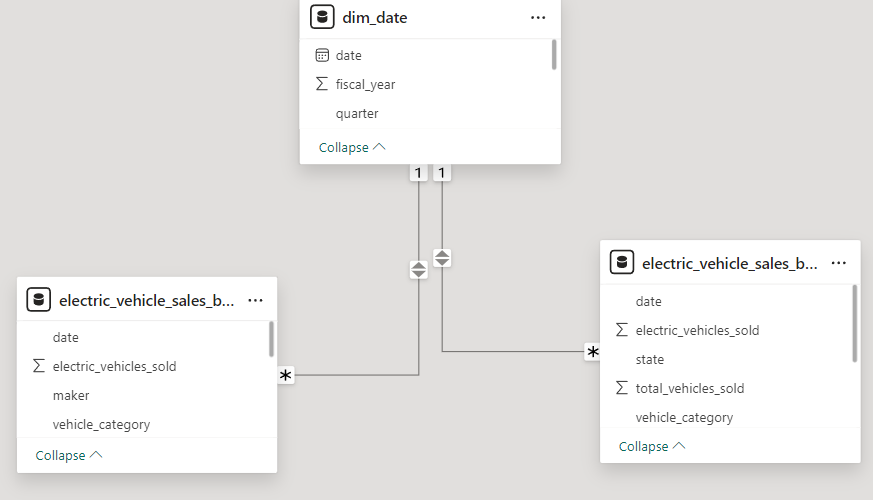 dim_date
date
fiscal_year
quarter
Collapse
1 1
electric_vehicle_sales_b...
date
electric_vehicles_sold
maker
vehicle_category
Collapse
*
electric_vehicle_sales_b...
date
electric_vehicles_sold
state
total_vehicles_sold
vehicle_category
Collapse
*